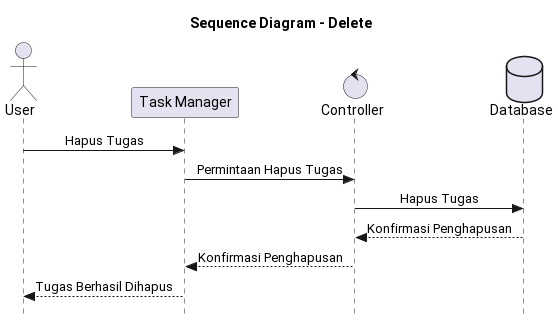 Sequence Diagram - Delete
User
Task Manager
Controller
Database
Hapus Tugas
Permintaan Hapus Tugas
Hapus Tugas
Konfirmasi Penghapusan
Konfirmasi Penghapusan
Tugas Berhasil Dihapus